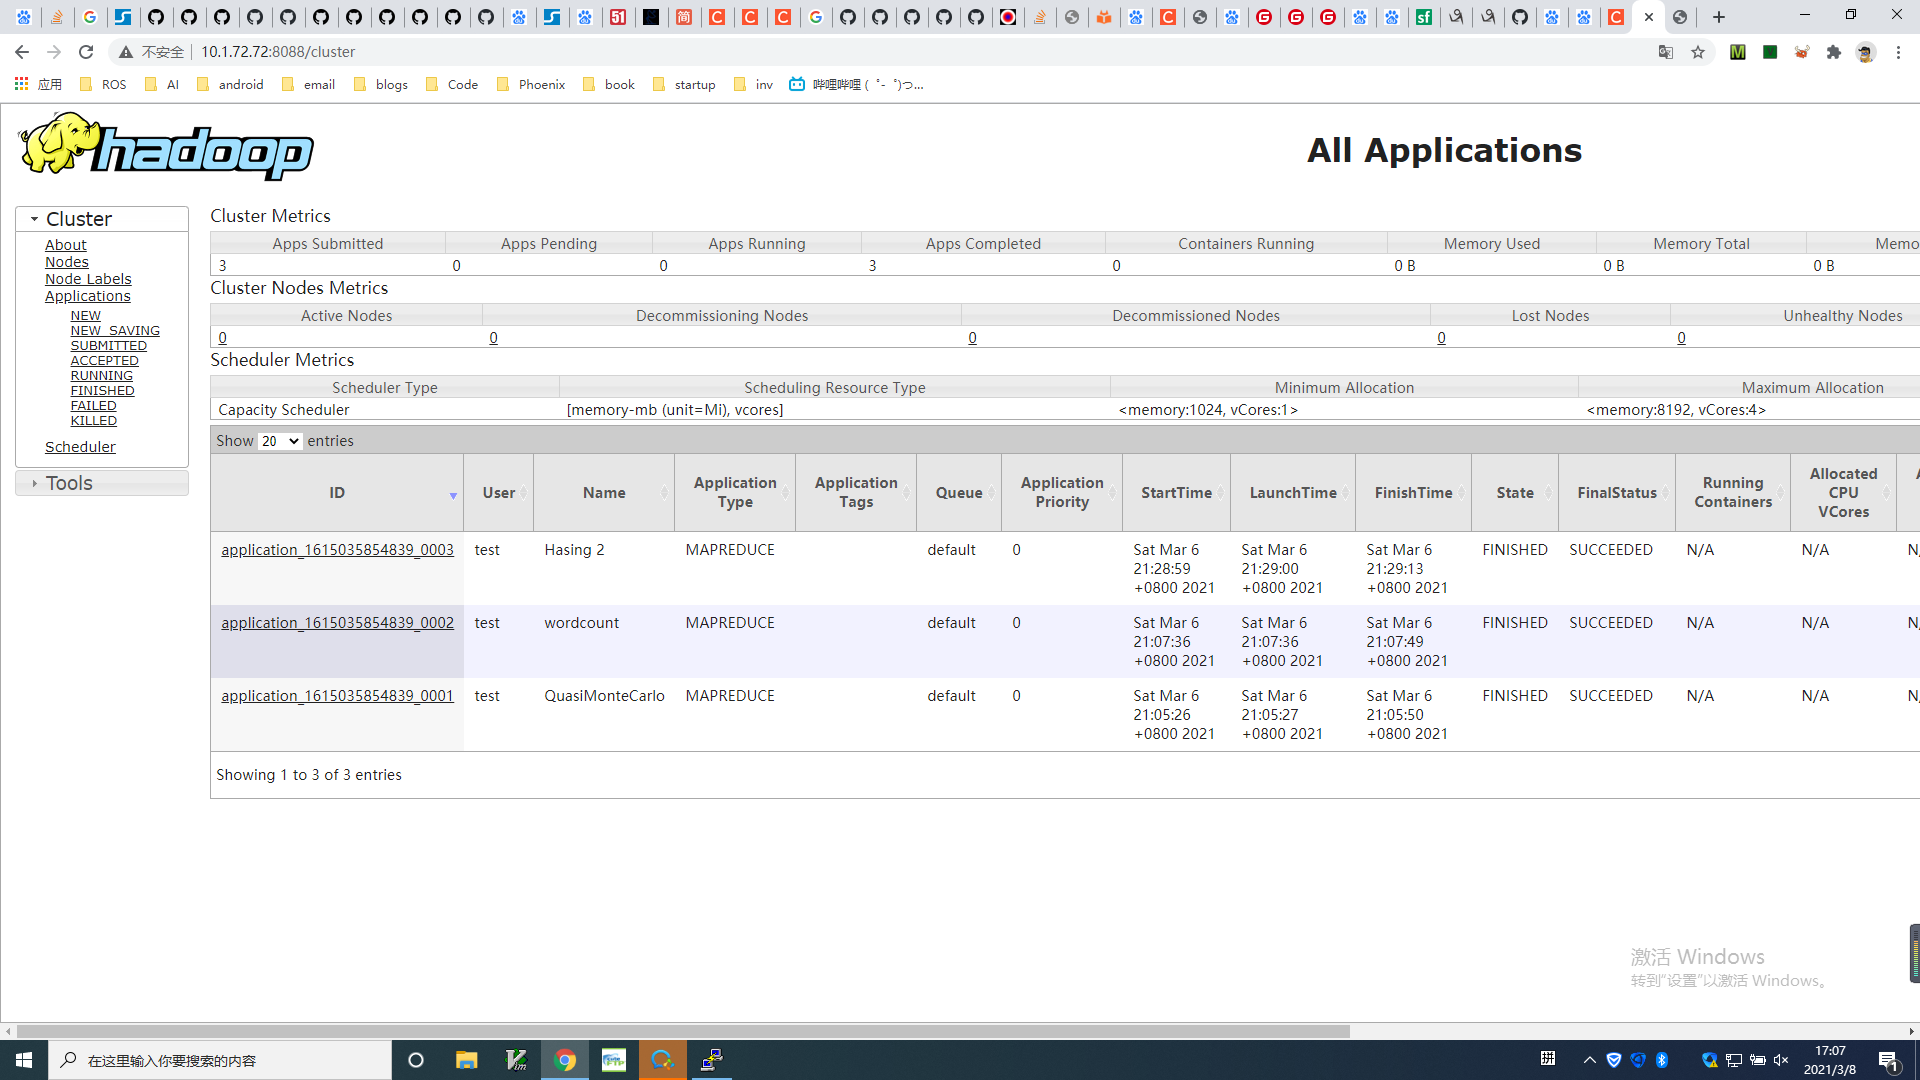 不安全 10.1.72.72:8088/cluster
应用 ROS AI android email blogs Code Phoenix book startup inv 哔哩哔哩 ( ゜- ゜)つ...
hadoop
All Applications
Cluster
About
Nodes
Node Labels
Applications
NEW
NEW_SAVING
SUBMITTED
ACCEPTED
RUNNING
FINISHED
FAILED
KILLED
Scheduler
Tools
Cluster Metrics
Apps Submitted Apps Pending Apps Running Apps Completed Containers Running Memory Used Memory Total Memo
3 0 0 3 0 0 B 0 B 0 B
Cluster Nodes Metrics
Active Nodes Decommissioning Nodes Decommissioned Nodes Lost Nodes Unhealthy Nodes
0 0 0 0 0
Scheduler Metrics
Scheduler Type Scheduling Resource Type Minimum Allocation Maximum Allocation
Capacity Scheduler [memory-mb (unit=Mi), vcores] <memory:1024, vCores:1> <memory:8192, vCores:4>
Show 20 entries
ID User Name Application Type Application Tags Queue Application Priority StartTime LaunchTime FinishTime State FinalStatus Running Containers Allocated CPU VCores
application_1615035854839_0003 test Hasing 2 MAPREDUCE default 0 Sat Mar 6 21:28:59 +0800 2021 Sat Mar 6 21:29:00 +0800 2021 Sat Mar 6 21:29:13 +0800 2021 FINISHED SUCCEEDED N/A N/A N/
application_1615035854839_0002 test wordcount MAPREDUCE default 0 Sat Mar 6 21:07:36 +0800 2021 Sat Mar 6 21:07:36 +0800 2021 Sat Mar 6 21:07:49 +0800 2021 FINISHED SUCCEEDED N/A N/A N/
application_1615035854839_0001 test QuasiMonteCarlo MAPREDUCE default 0 Sat Mar 6 21:05:26 +0800 2021 Sat Mar 6 21:05:27 +0800 2021 Sat Mar 6 21:05:50 +0800 2021 FINISHED SUCCEEDED N/A N/A N/
Showing 1 to 3 of 3 entries
激活 Windows
转到"设置"以激活 Windows。
在这里输入你要搜索的内容
拼
17:07
2021/3/8
1